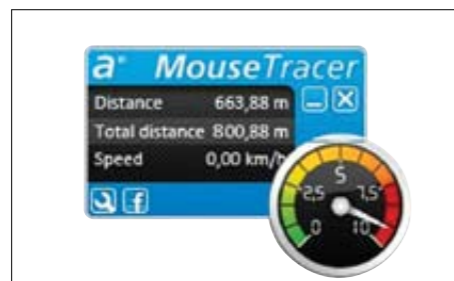 a MouseTracer
Distance 663,88 m
Total distance 800,88 m
Speed 0,00 km/h
f
5
2,5 7,5
0 10